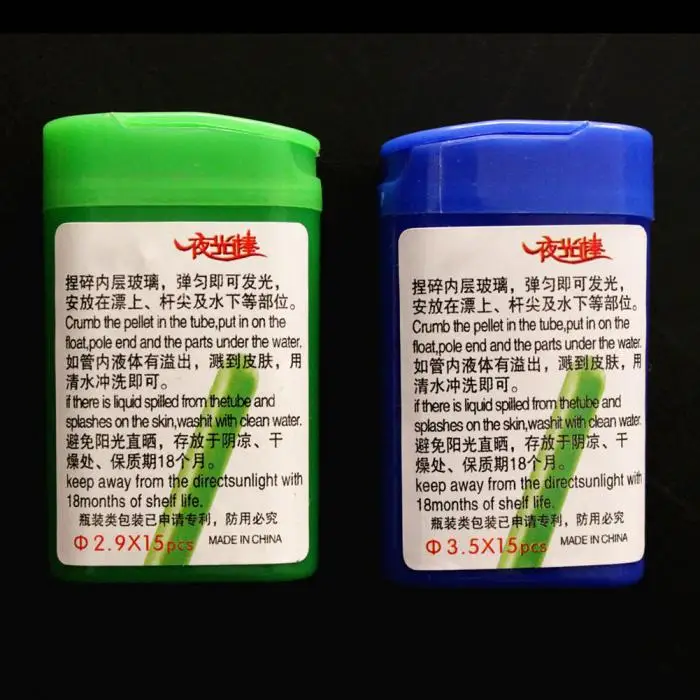 夜光棒
捏碎内层玻璃，弹匀即可发光，
安放在漂上、杆尖及水下等部位。
Crumb the pellet in the tube,put in on the
float,pole end and the parts under the water.
如管内液体有溢出，溅到皮肤，用
清水冲洗即可。
if there is liquid spilled from thetube and
splashes on the skin,washit with clean water.
避免阳光直晒，存放于阴凉、干
燥处、保质期18个月。
keep away from the directsunlight with
18months of shelf life.
瓶装类包装已申请专利，防用必究
Φ2.9X15pcs MADE IN CHINA
夜光棒
捏碎内层玻璃，弹匀即可发光，
安放在漂上、杆尖及水下等部位。
Crumb the pellet in the tube,put in on the
float,pole end and the parts under the water.
如管内液体有溢出，溅到皮肤，用
清水冲洗即可。
if there is liquid spilled from thetube and
splashes on the skin,washit with clean water.
避免阳光直晒，存放于阴凉、干
燥处、保质期18个月。
keep away from the directsunlight with
18months of shelf life.
瓶装类包装已申请专利，防用必究
Φ3.5X15pcs MADE IN CHINA